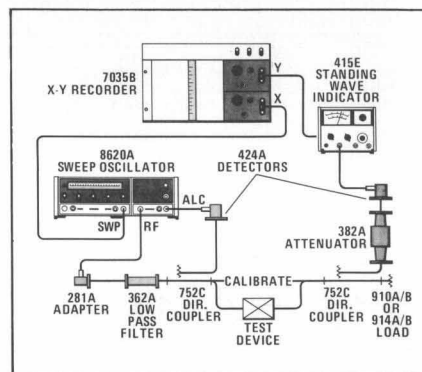 7035B
X-Y RECORDER
Y
X
415E
STANDING
WAVE
INDICATOR
8620A
SWEEP OSCILLATOR
424A
DETECTORS
ALC
SWP
RF
382A
ATTENUATOR
281A
ADAPTER
362A
LOW
PASS
FILTER
752C
DIR.
COUPLER
CALIBRATE
TEST
DEVICE
752C
DIR.
COUPLER
910A/B
OR
914A/B
LOAD